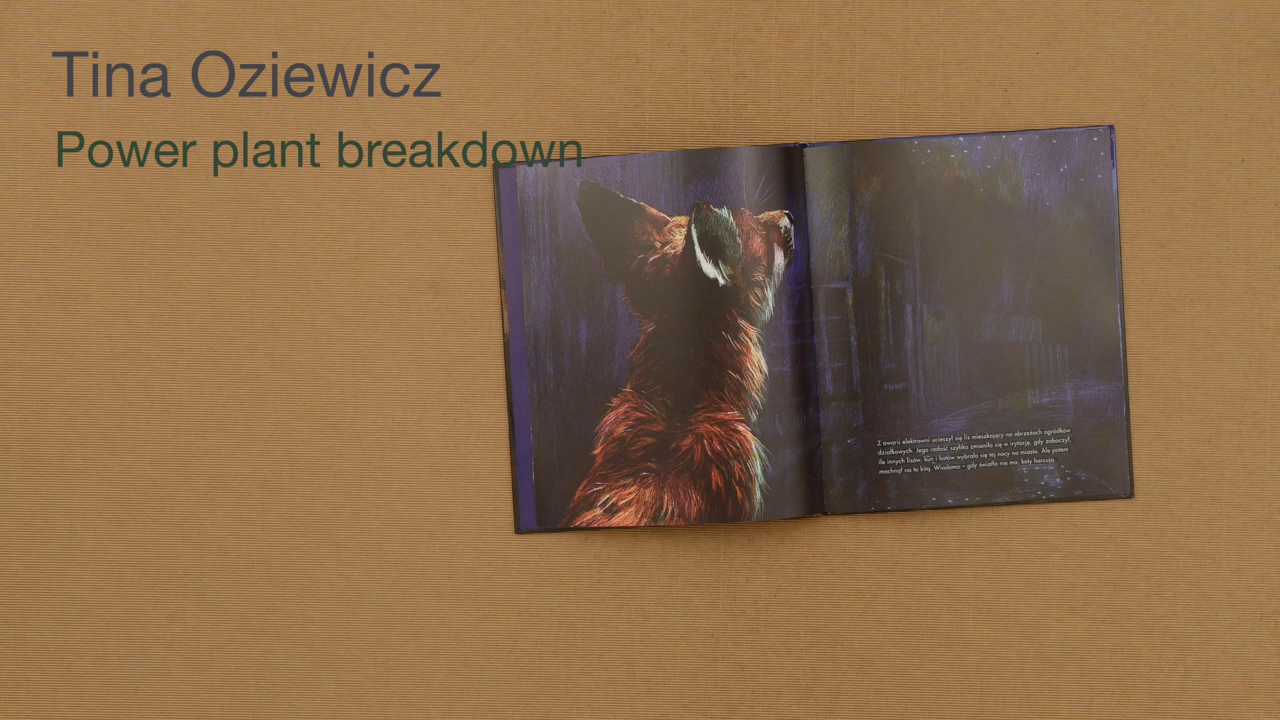 Tina Oziewicz
Power plant breakdown
Z awarii elektrowni ucieszył się lis mieszkający na obrzeżach ogródków
działkowych. Jego radość szybko zmieniła się w irytację, gdy zobaczył,
ile innych lisów, kun i kotów wybrało się tej nocy na miasto. Ale potem
machnął na to kitą. Wiadomo – gdy światła nie ma, koty harcują.